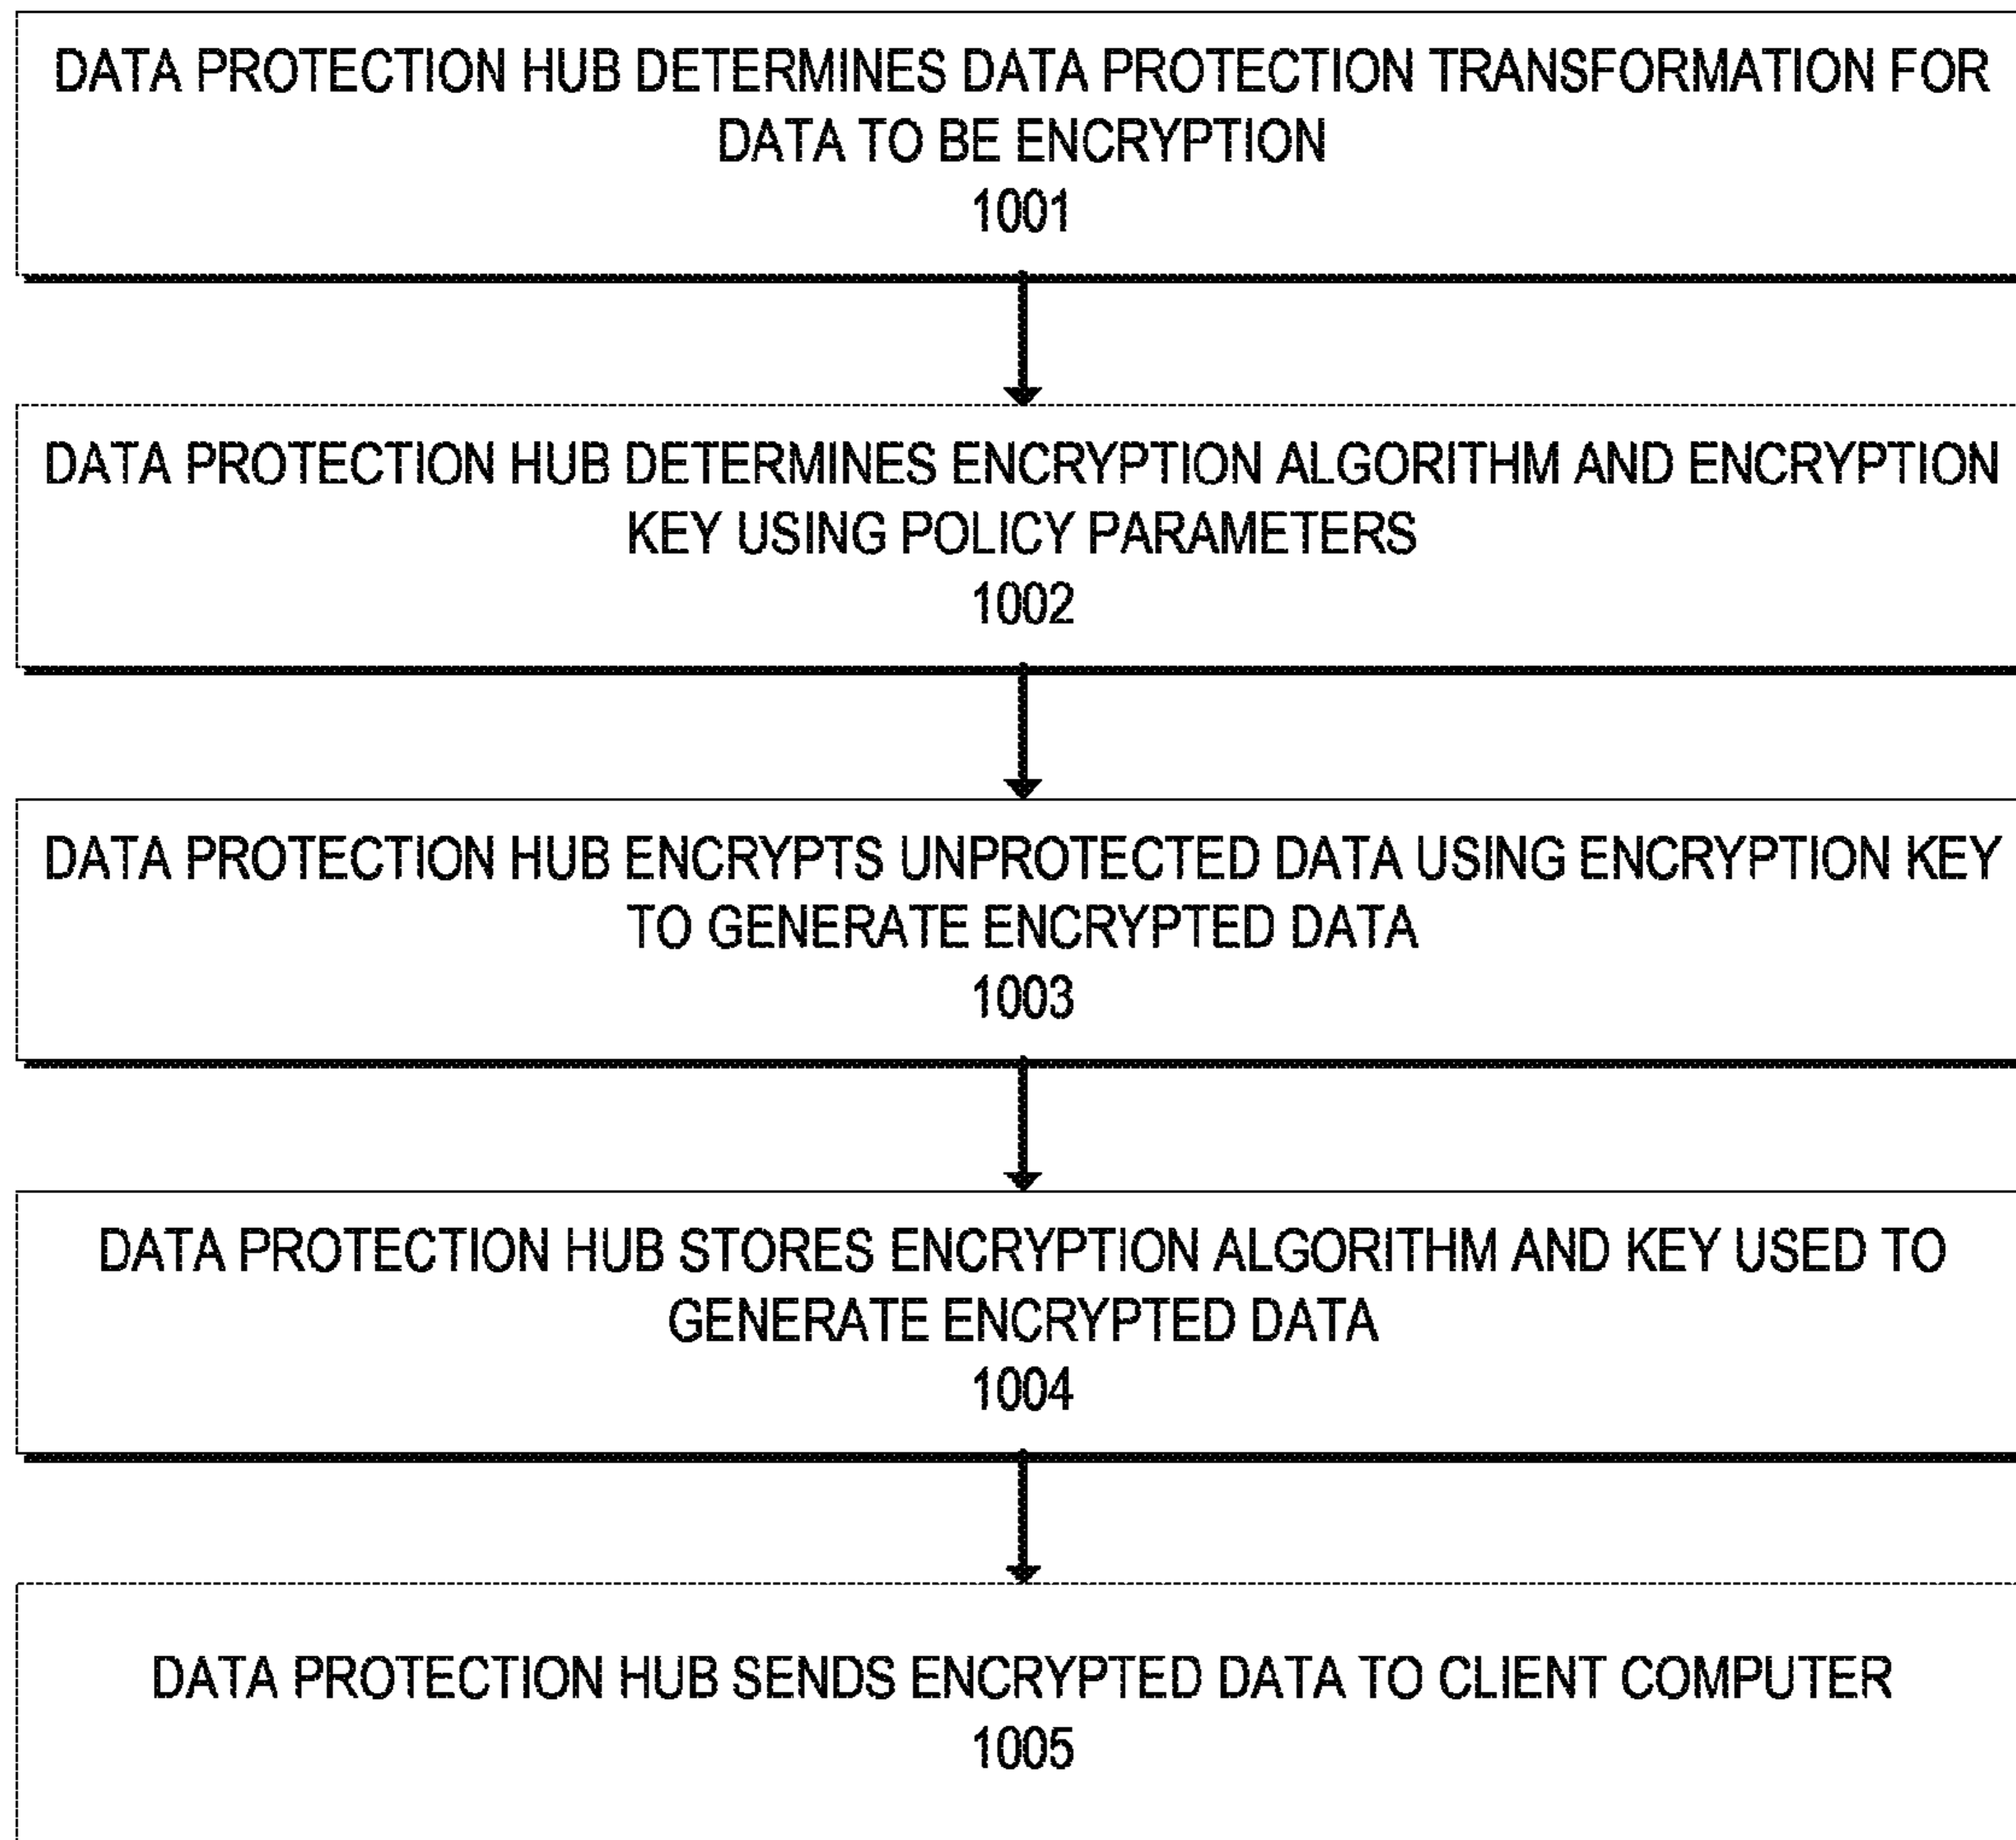 DATA PROTECTION HUB DETERMINES DATA PROTECTION TRANSFORMATION FOR
DATA TO BE ENCRYPTION
1001
DATA PROTECTION HUB DETERMINES ENCRYPTION ALGORITHM AND ENCRYPTION
KEY USING POLICY PARAMETERS
1002
DATA PROTECTION HUB ENCRYPTS UNPROTECTED DATA USING ENCRYPTION KEY
TO GENERATE ENCRYPTED DATA
1003
DATA PROTECTION HUB STORES ENCRYPTION ALGORITHM AND KEY USED TO
GENERATE ENCRYPTED DATA
1004
DATA PROTECTION HUB SENDS ENCRYPTED DATA TO CLIENT COMPUTER
1005